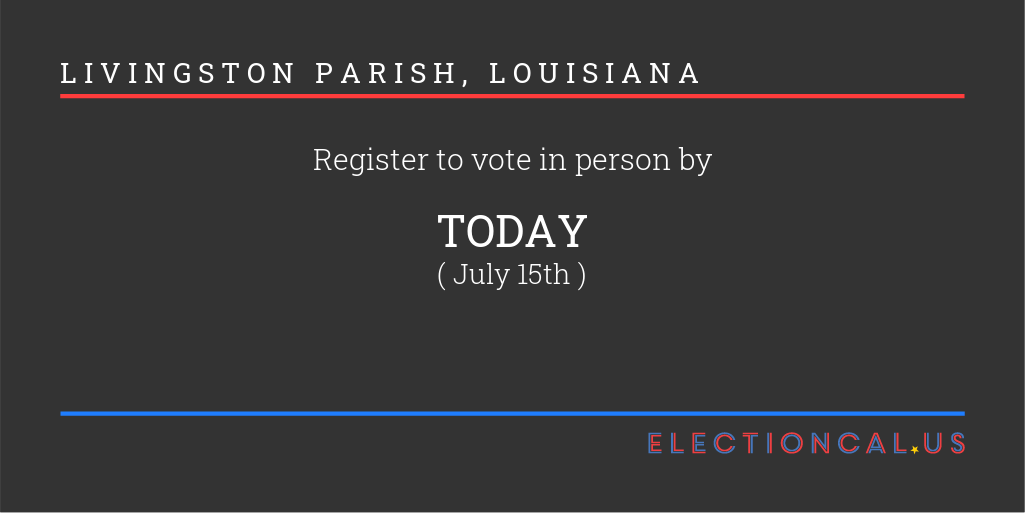 LIVINGSTON PARISH, LOUISIANA
Register to vote in person by
TODAY
( July 15th )
ELECTIONCAL.US